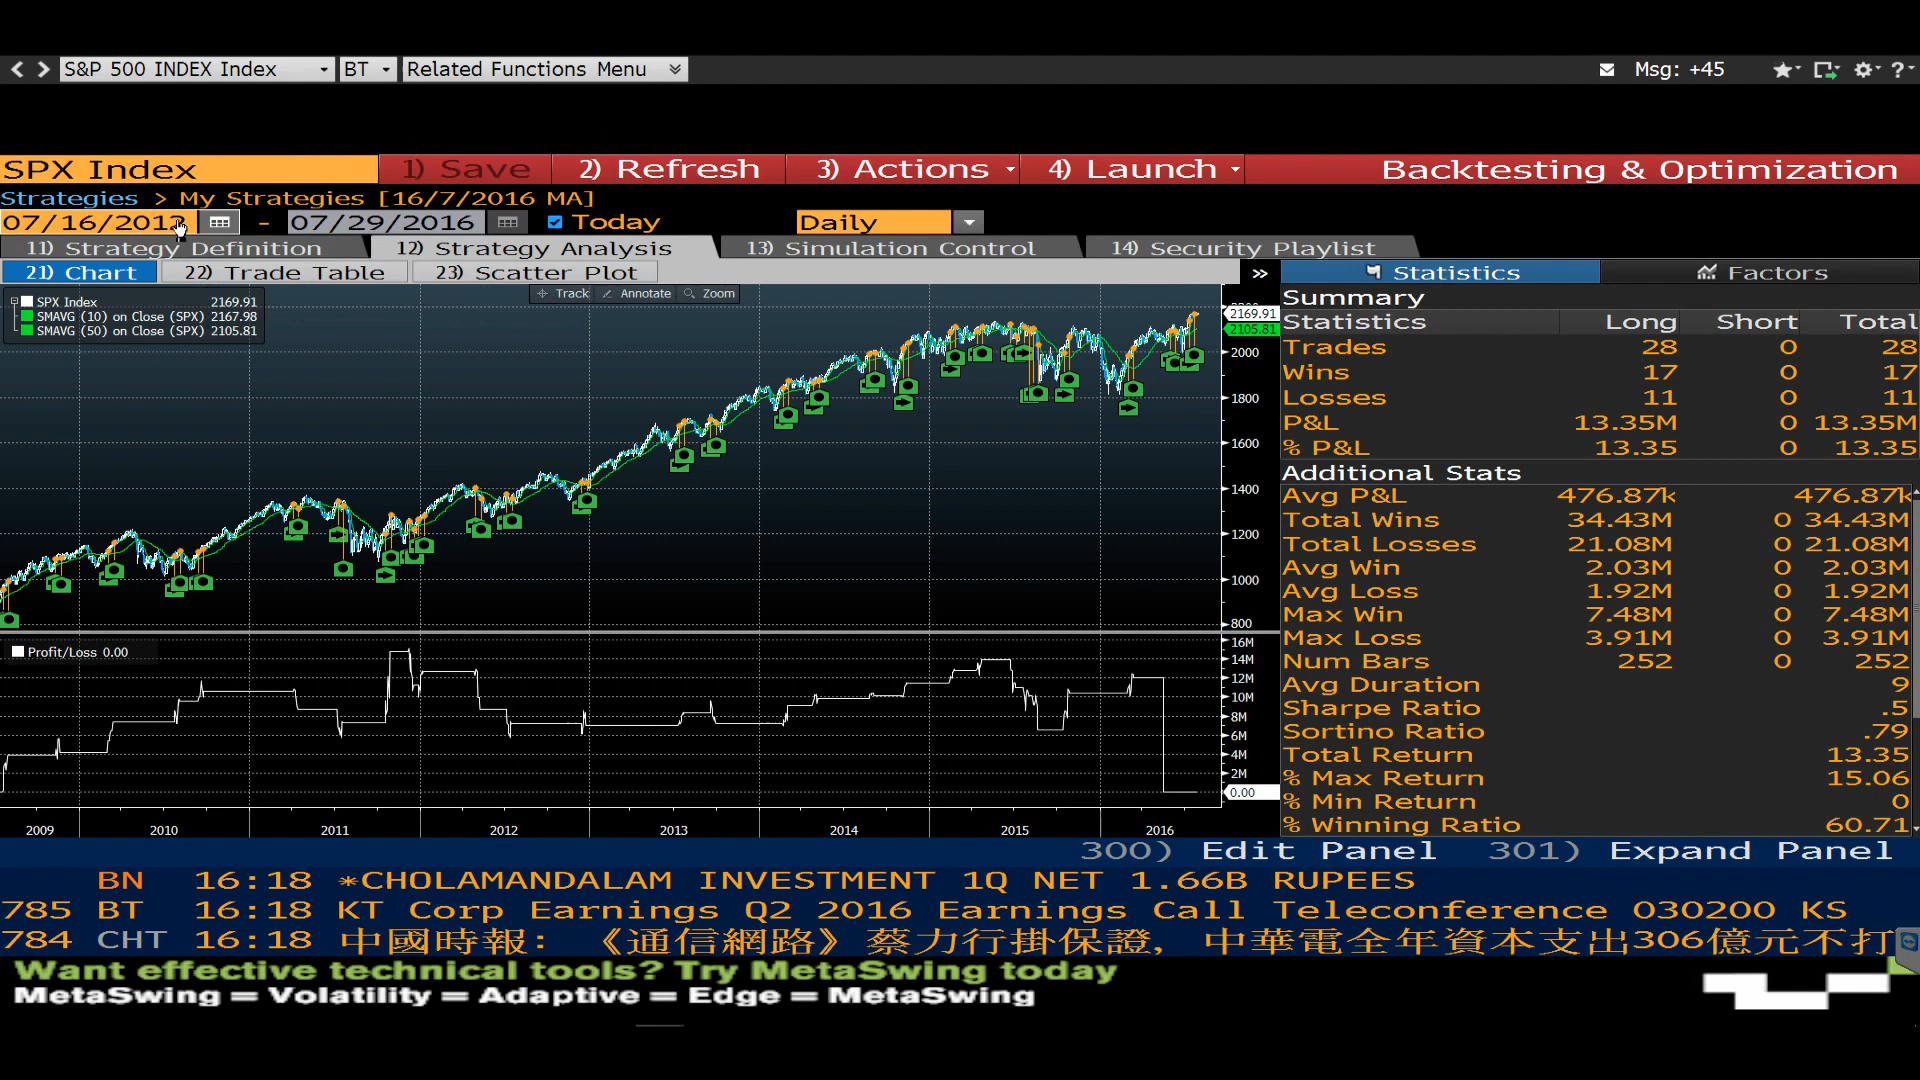 S&P 500 INDEX Index BT Related Functions Menu Msg: +45 ?
SPX Index 1) Save 2) Refresh 3) Actions 4) Launch Backtesting & Optimization
Strategies > My Strategies [16/7/2016 MA]
- 07/29/2016 Today Daily
11) Strategy Definition 12) Strategy Analysis 13) Simulation Control 14) Security Playlist
21) Chart 22) Trade Table 23) Scatter Plot >> Statistics Factors
Track Annotate Zoom
SPX Index 2169.91
SMAVG (10) on Close (SPX) 2167.98
SMAVG (50) on Close (SPX) 2105.81
2169.91
2105.81
2000
1800
1600
1400
1200
1000
800
Profit/Loss 0.00
16M
14M
12M
10M
8M
6M
4M
2M
0.00
2009 2010 2011 2012 2013 2014 2015 2016
Summary
Statistics Long Short Total
Trades 28 0 28
Wins 17 0 17
Losses 11 0 11
P&L 13.35M 0 13.35M
% P&L 13.35 0 13.35
Additional Stats
Avg P&L 476.87k 476.87k
Total Wins 34.43M 0 34.43M
Total Losses 21.08M 0 21.08M
Avg Win 2.03M 0 2.03M
Avg Loss 1.92M 0 1.92M
Max Win 7.48M 0 7.48M
Max Loss 3.91M 0 3.91M
Num Bars 252 0 252
Avg Duration 9
Sharpe Ratio .5
Sortino Ratio .79
Total Return 13.35
% Max Return 15.06
% Min Return 0
% Winning Ratio 60.71
300) Edit Panel 301) Expand Panel
BN 16:18 *CHOLAMANDALAM INVESTMENT 1Q NET 1.66B RUPEES
785 BT 16:18 KT Corp Earnings Q2 2016 Earnings Call Teleconference 030200 KS
784 CHT 16:18 中國時報: 《通信網路》蔡力行掛保證, 中華電全年資本支出306億元不打
Want effective technical tools? Try MetaSwing today
MetaSwing = Volatility = Adaptive = Edge = MetaSwing